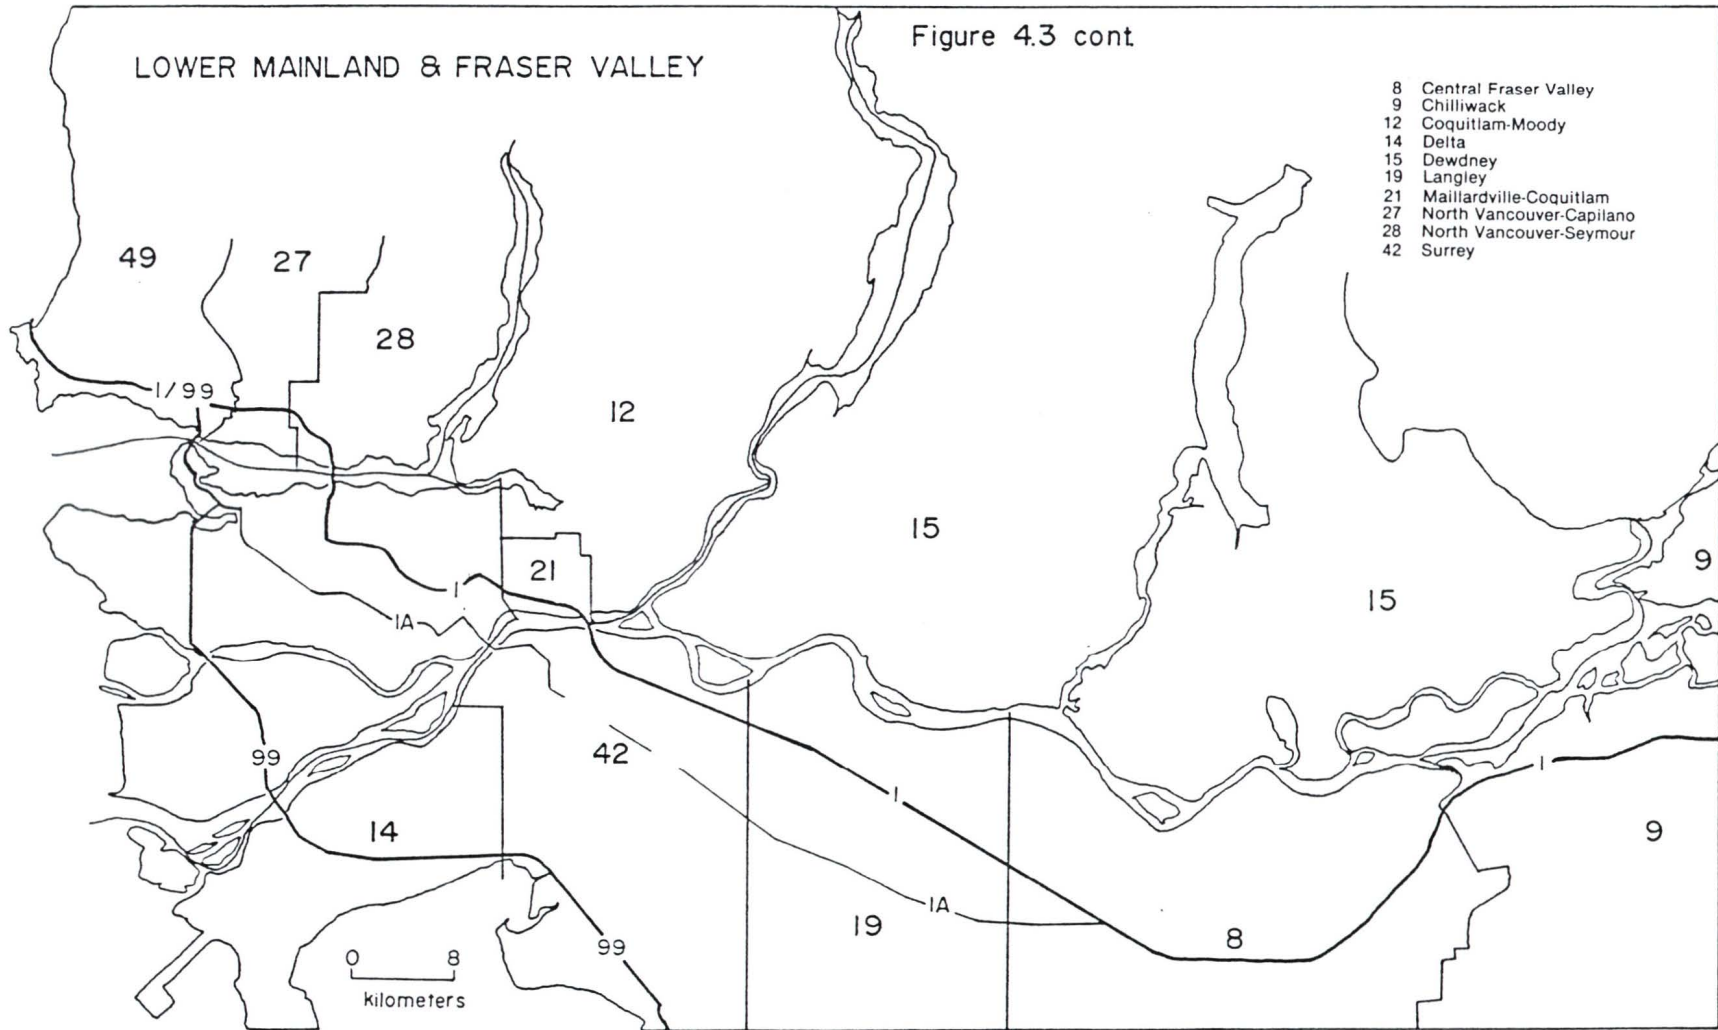 Figure 4.3 cont
LOWER MAINLAND & FRASER VALLEY
8 Central Fraser Valley
9 Chilliwack
12 Coquitlam-Moody
14 Delta
15 Dewdney
19 Langley
21 Maillardville-Coquitlam
27 North Vancouver-Capilano
28 North Vancouver-Seymour
42 Surrey
49
27
28
1/99
12
15
9
21
1
15
1A
99
42
1
1
14
9
1A
19
8
99
0 8
kilometers